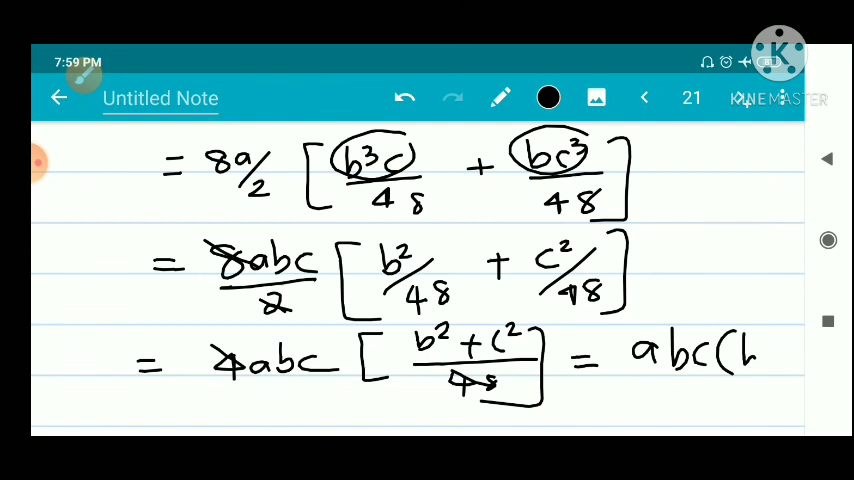 7:59 PM
K
KINEMASTER
Untitled Note
21
= 8a/2 [b³c/48 + bc³/48]
= 8abc/2 [b²/48 + c²/48]
= 4abc [b² + c²/48] = abc(b